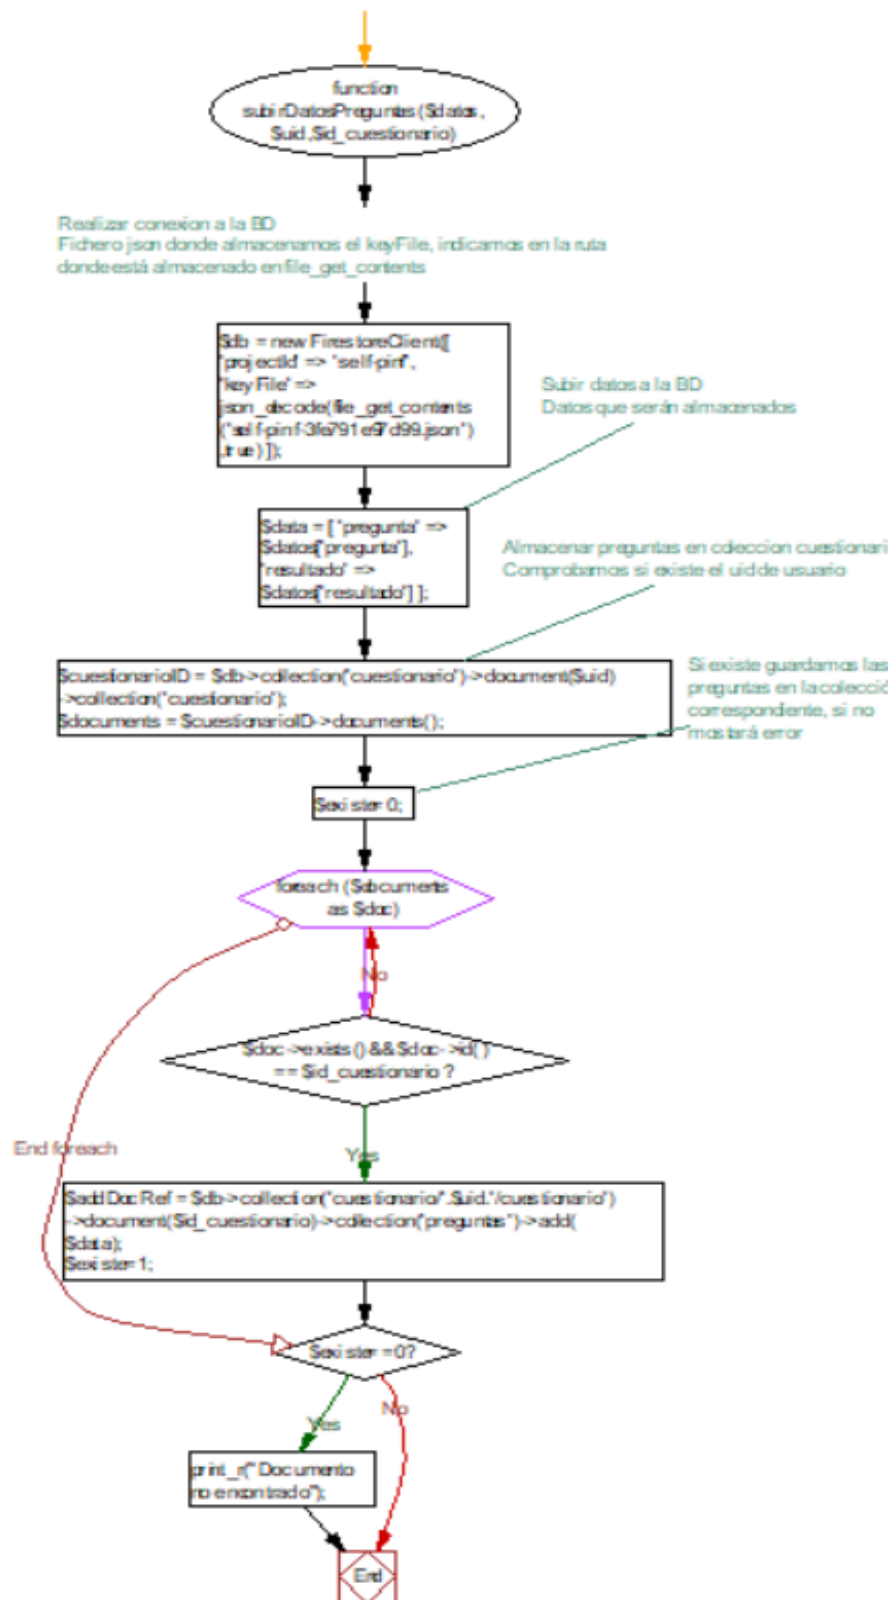 function
subirDatosPreguntas($datos,
$uid,$id_cuestionario)
Realizar conexion a la BD
Fichero json donde almacenamos el keyFile, indicamos en la ruta
donde está almacenado en file_get_contents
$db = new FirestoreClient([
'projectId' => 'self-pinf',
'keyFile' =>
json_decode(file_get_contents
('self-pinf-3fa791e97d99.json')
,true) ]);
Subir datos a la BD
Datos que serán almacenados
$data = [ 'pregunta' =>
$datos['pregunta'],
'resultado' =>
$datos['resultado'] ];
Almacenar preguntas en coleccion cuestionari
Comprobamos si existe el uid de usuario
$cuestionarioID = $db->collection('cuestionario')->document($uid)
->collection('cuestionario');
$documents = $cuestionarioID->documents();
Si existe guardamos las
preguntas en la colecció
correspondiente, si no
mostará error
$existe=0;
foreach ($documents
as $doc)
No
$doc->exists() && $doc->id()
== $id_cuestionario ?
End foreach
Yes
$addDocRef = $db->collection('cuestionario/'.$uid.'/cuestionario')
->document($id_cuestionario)->collection('preguntas')->add(
$data);
$existe=1;
$existe==0?
No
Yes
print_r("Documento
no encontrado");
End